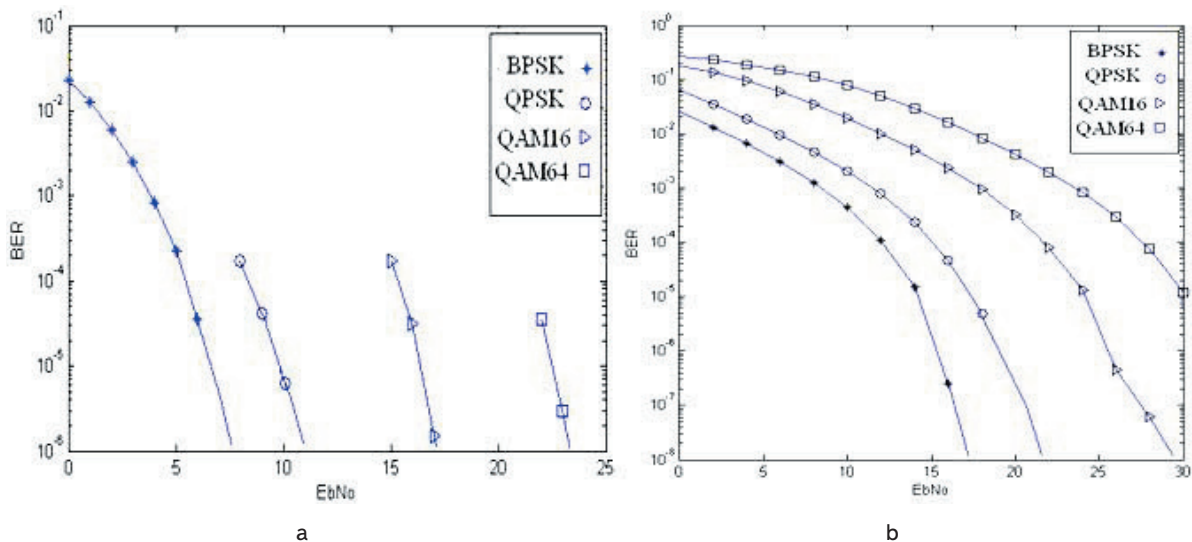 10^-1
10^-2
10^-3
10^-4
10^-5
10^-6
BER
0 5 10 15 20 25
EbNo
BPSK
QPSK
QAM16
QAM64
a
10^0
10^-1
10^-2
10^-3
10^-4
10^-5
10^-6
10^-7
10^-8
BER
0 5 10 15 20 25 30
EbNo
BPSK
QPSK
QAM16
QAM64
b